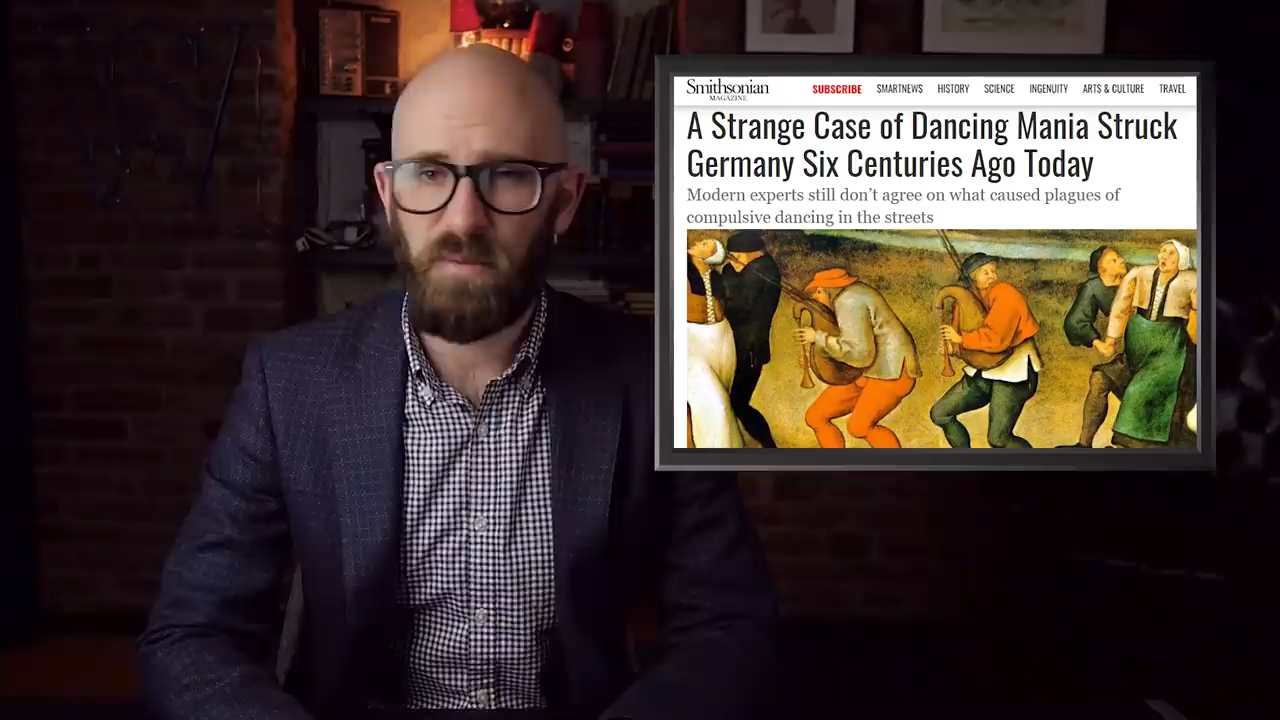 Smithsonian
MAGAZINE
SUBSCRIBE SMARTNEWS HISTORY SCIENCE INGENUITY ARTS & CULTURE TRAVEL
A Strange Case of Dancing Mania Struck
Germany Six Centuries Ago Today
Modern experts still don’t agree on what caused plagues of
compulsive dancing in the streets